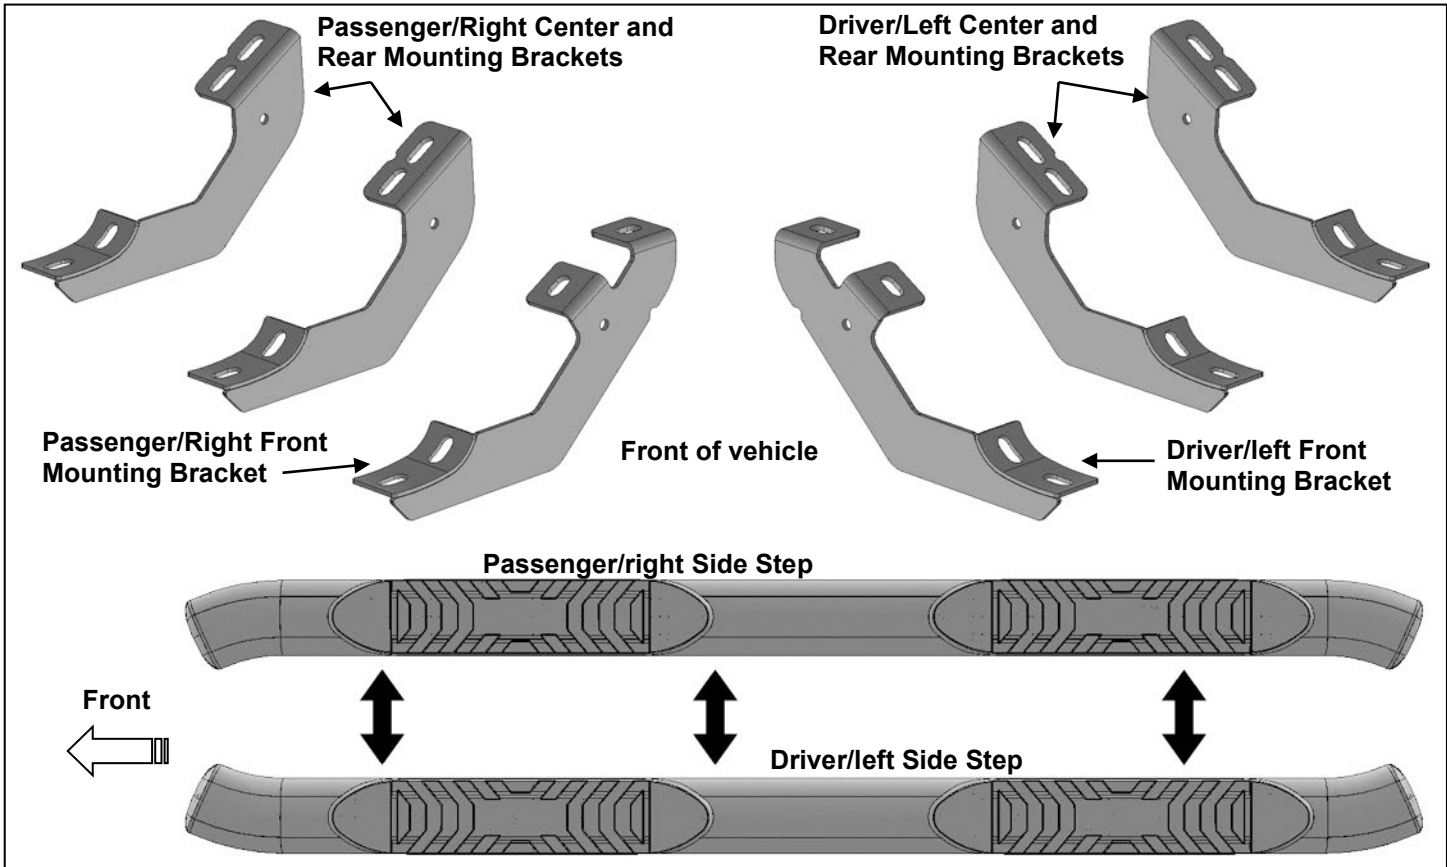 Passenger/Right Center and
Rear Mounting Brackets
Driver/Left Center and
Rear Mounting Brackets
Passenger/Right Front
Mounting Bracket
Front of vehicle
Driver/left Front
Mounting Bracket
Passenger/right Side Step
Front
Driver/left Side Step